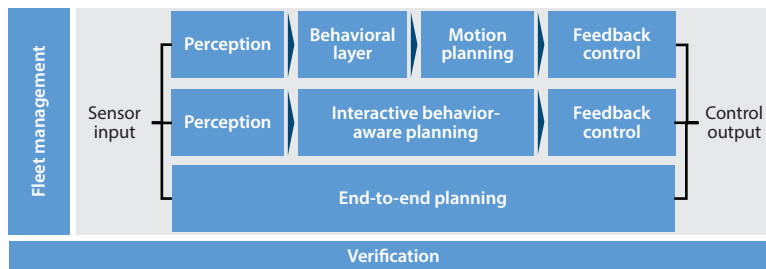 Fleet management
Sensor
input
Perception
Behavioral
layer
Motion
planning
Feedback
control
Perception
Interactive behavior-
aware planning
Feedback
control
End-to-end planning
Control
output
Verification